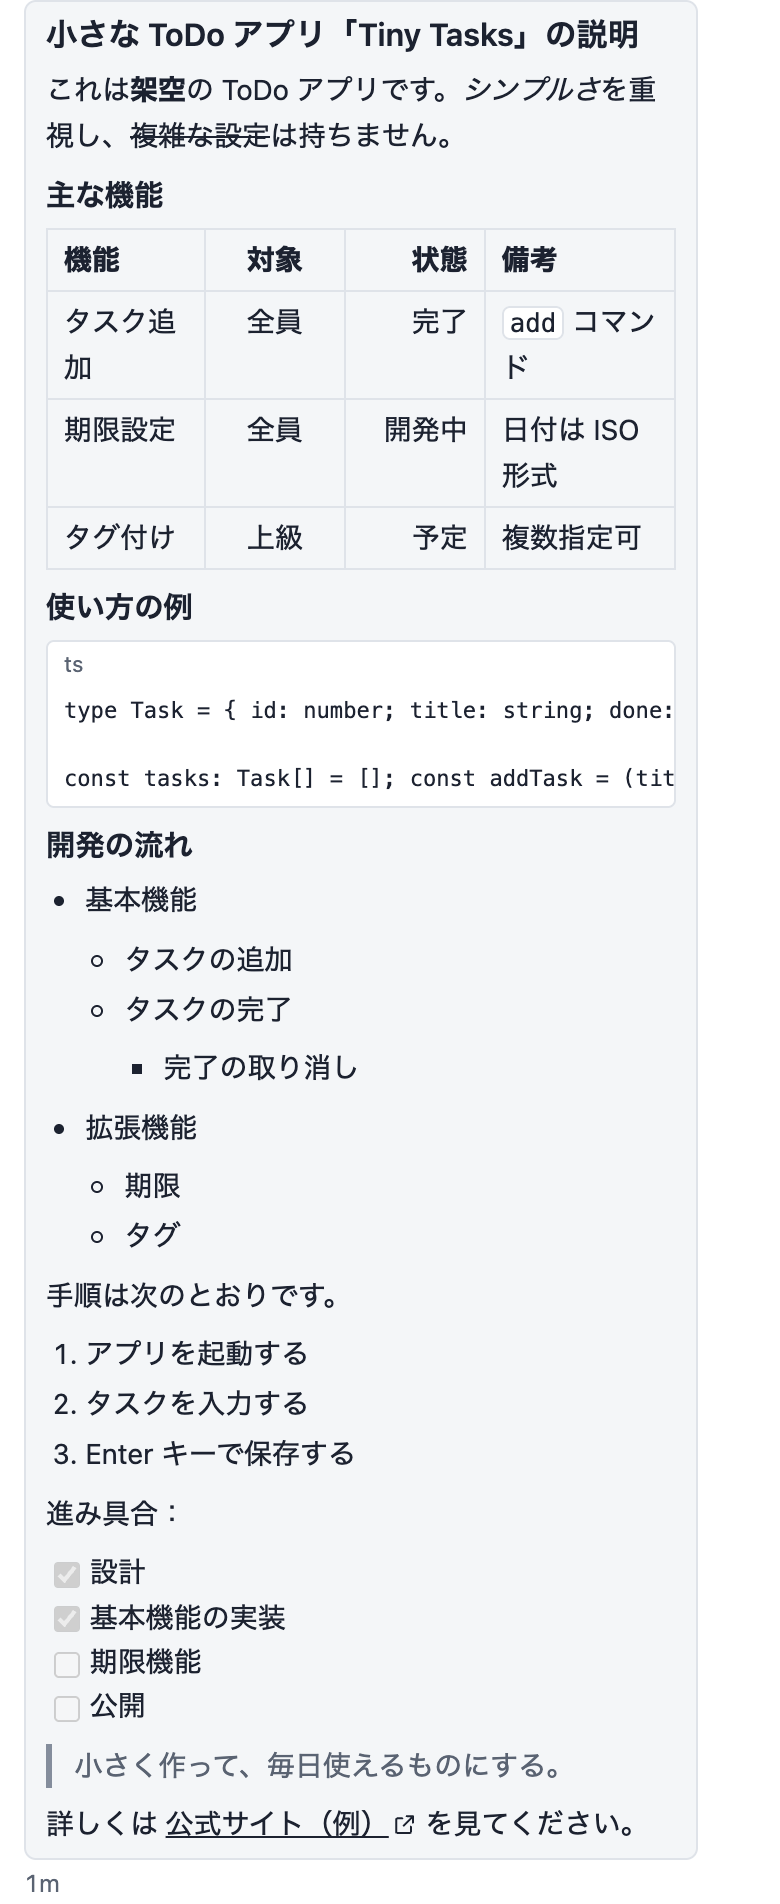 小さな ToDo アプリ「Tiny Tasks」の説明
これは架空の ToDo アプリです。シンプルさを重
視し、複雑な設定は持ちません。
主な機能
機能 対象 状態 備考
タスク追加 全員 完了 add コマンド
期限設定 全員 開発中 日付は ISO 形式
タグ付け 上級 予定 複数指定可
使い方の例
ts
type Task = { id: number; title: string; done:
const tasks: Task[] = []; const addTask = (tit
開発の流れ
• 基本機能
◦ タスクの追加
◦ タスクの完了
▪ 完了の取り消し
• 拡張機能
◦ 期限
◦ タグ
手順は次のとおりです。
1. アプリを起動する
2. タスクを入力する
3. Enter キーで保存する
進み具合：
設計
基本機能の実装
期限機能
公開
小さく作って、毎日使えるものにする。
詳しくは 公式サイト（例） を見てください。
1m